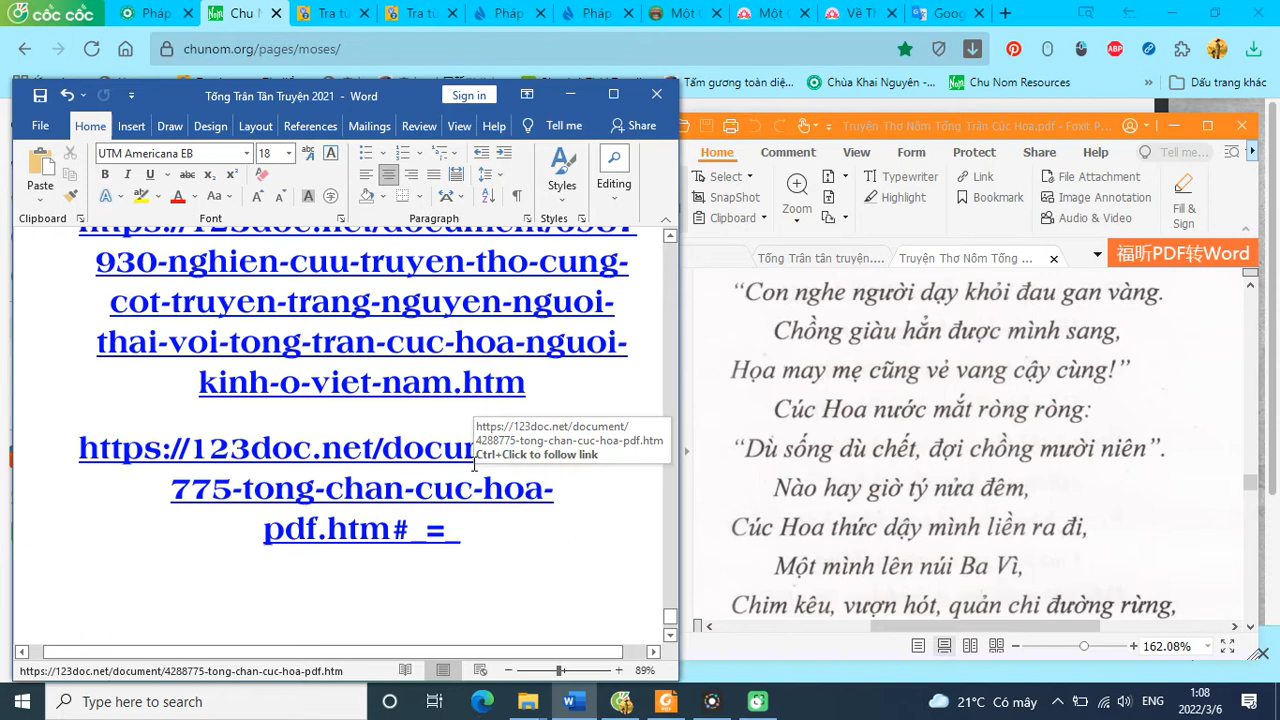 cốc cốc
Pháp
Chu N
Tra từ
Tra từ
Pháp
Pháp
Một C
Một C
Về Th
Goog
chunom.org/pages/moses/
Tấm gương toàn diệ...
Chùa Khai Nguyên -...
Chu Nom Resources
»
Dấu trang khác
Tống Trân Tân Truyện 2021 - Word
Sign in
File
Home
Insert
Draw
Design
Layout
References
Mailings
Review
View
Help
Tell me
Share
UTM Americana EB
18
Paste
Styles
Editing
Clipboard
Font
Paragraph
Styles
930-nghien-cuu-truyen-tho-cung-
cot-truyen-trang-nguyen-nguoi-
thai-voi-tong-tran-cuc-hoa-nguoi-
kinh-o-viet-nam.htm
https://123doc.net/docum
775-tong-chan-cuc-hoa-
pdf.htm#_=_
https://123doc.net/document/
4288775-tong-chan-cuc-hoa-pdf.htm
Ctrl+Click to follow link
https://123doc.net/document/4288775-tong-chan-cuc-hoa-pdf.htm
89%
Truyện Thơ Nôm Tống Trân Cúc Hoa.pdf - Foxit P...
Home
Comment
View
Form
Protect
Share
Help
Tell me...
Select
SnapShot
Clipboard
Zoom
Typewriter
Highlight
Link
Bookmark
File Attachment
Image Annotation
Audio & Video
Fill &
Sign
Tống Trân tân truyện....
Truyện Thơ Nôm Tống ...
福昕PDF转Word
“Con nghe người dạy khỏi đau gan vàng.
Chồng giàu hẳn được mình sang,
Họa may mẹ cũng vẻ vang cậy cùng!”
Cúc Hoa nước mắt ròng ròng:
“Dù sống dù chết, đợi chồng mười niên”.
Nào hay giờ tý nửa đêm,
Cúc Hoa thức dậy mình liền ra đi,
Một mình lên núi Ba Vì,
Chim kêu, vượn hót, quản chi đường rừng,
162.08%
Type here to search
21°C Có mây
ENG
1:08
2022/3/6